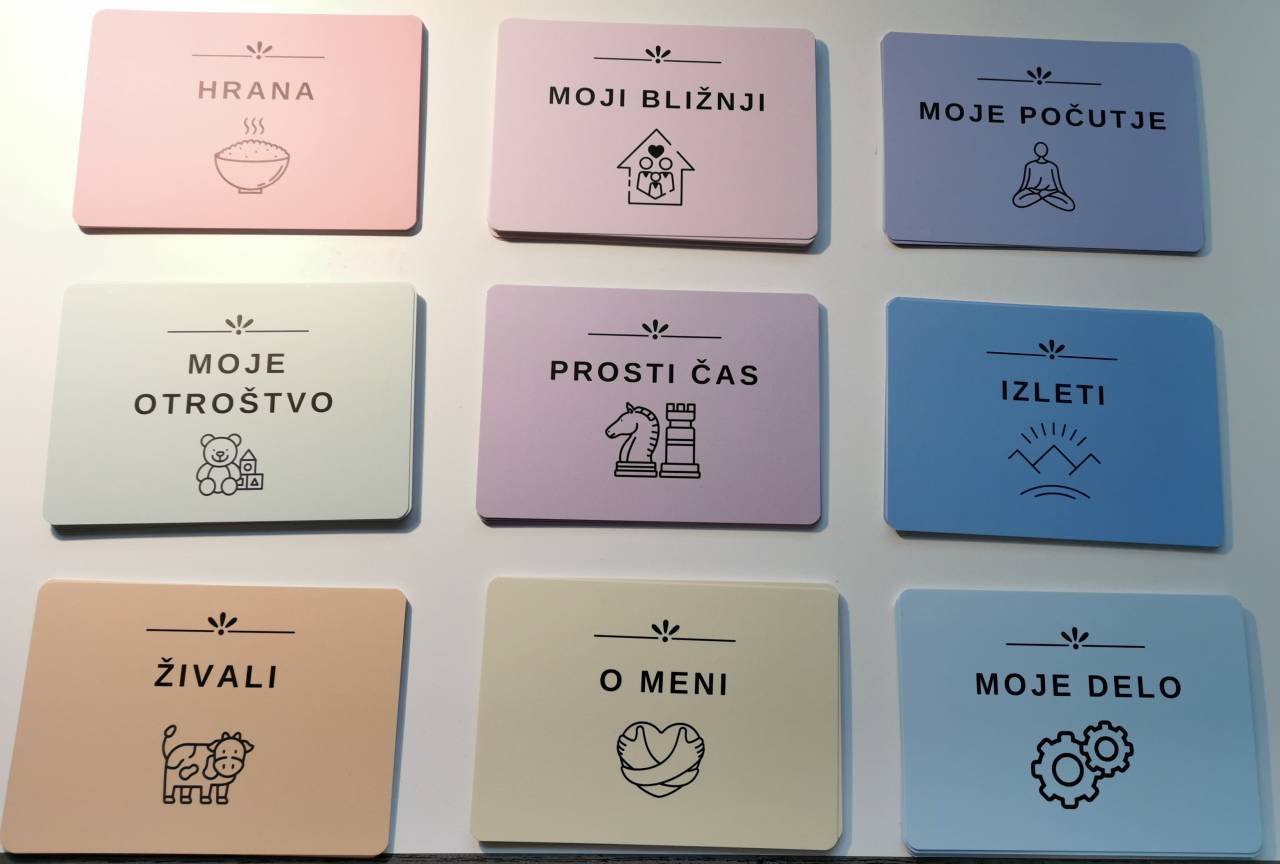 HRANA
MOJI BLIŽNJI
MOJE POČUTJE
MOJE
OTROŠTVO
PROSTI ČAS
IZLETI
ŽIVALI
O MENI
MOJE DELO